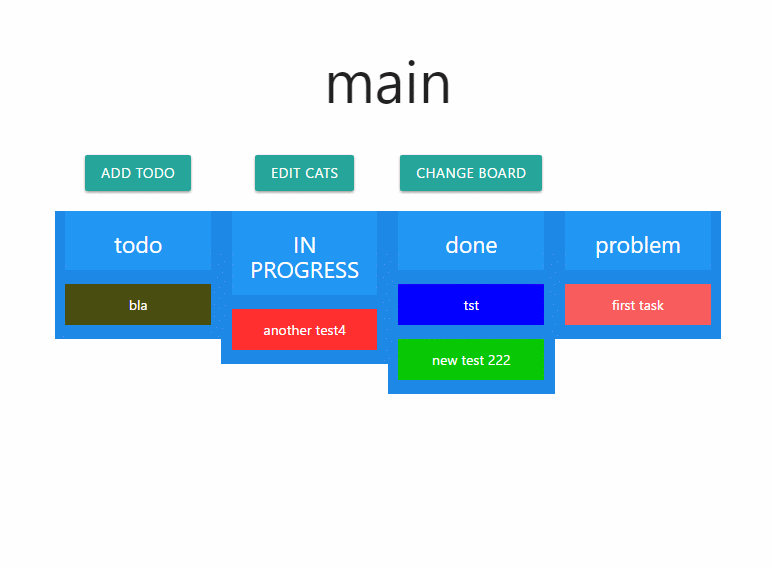 main
ADD TODO
EDIT CATS
CHANGE BOARD
todo
IN
PROGRESS
done
problem
bla
another test4
tst
new test 222
first task